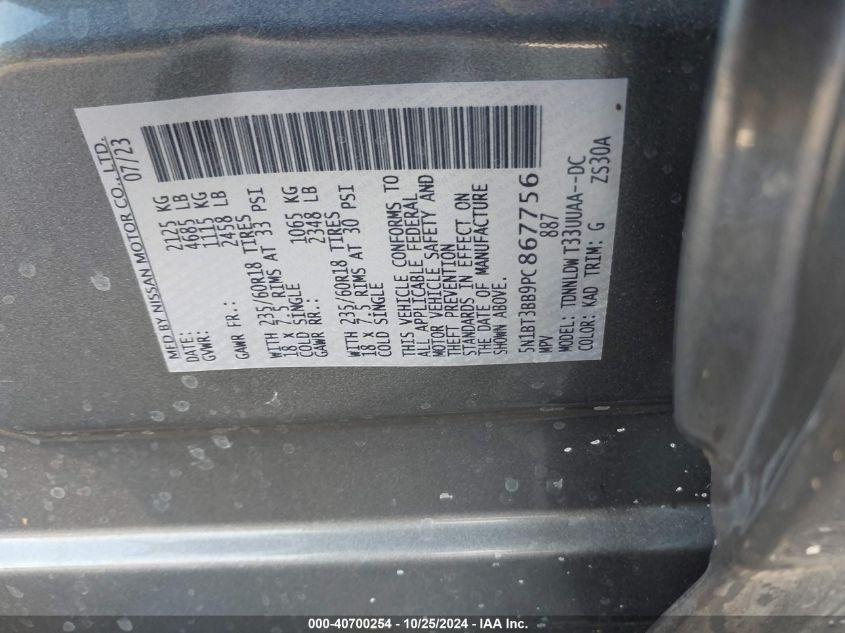 MFD BY NISSAN MOTOR CO., LTD.
DATE: 07/23
GVWR: 2125 KG
4685 LB
GAWR FR.: 1115 KG
2458 LB
WITH 235/60R18 TIRES
18 X 7.5 RIMS AT 33 PSI
COLD SINGLE
GAWR RR.: 1065 KG
2348 LB
WITH 235/60R18 TIRES
18 X 7.5 RIMS AT 30 PSI
COLD SINGLE
THIS VEHICLE CONFORMS TO
ALL APPLICABLE FEDERAL
MOTOR VEHICLE SAFETY AND
THEFT PREVENTION
STANDARDS IN EFFECT ON
THE DATE OF MANUFACTURE
SHOWN ABOVE.
5N1BT3BB9PC867756
MPV 887
MODEL: TDNNLDW T33UUAA--DC
COLOR: KAD TRIM: G ZS30A
000-40700254 - 10/25/2024 - IAA Inc.